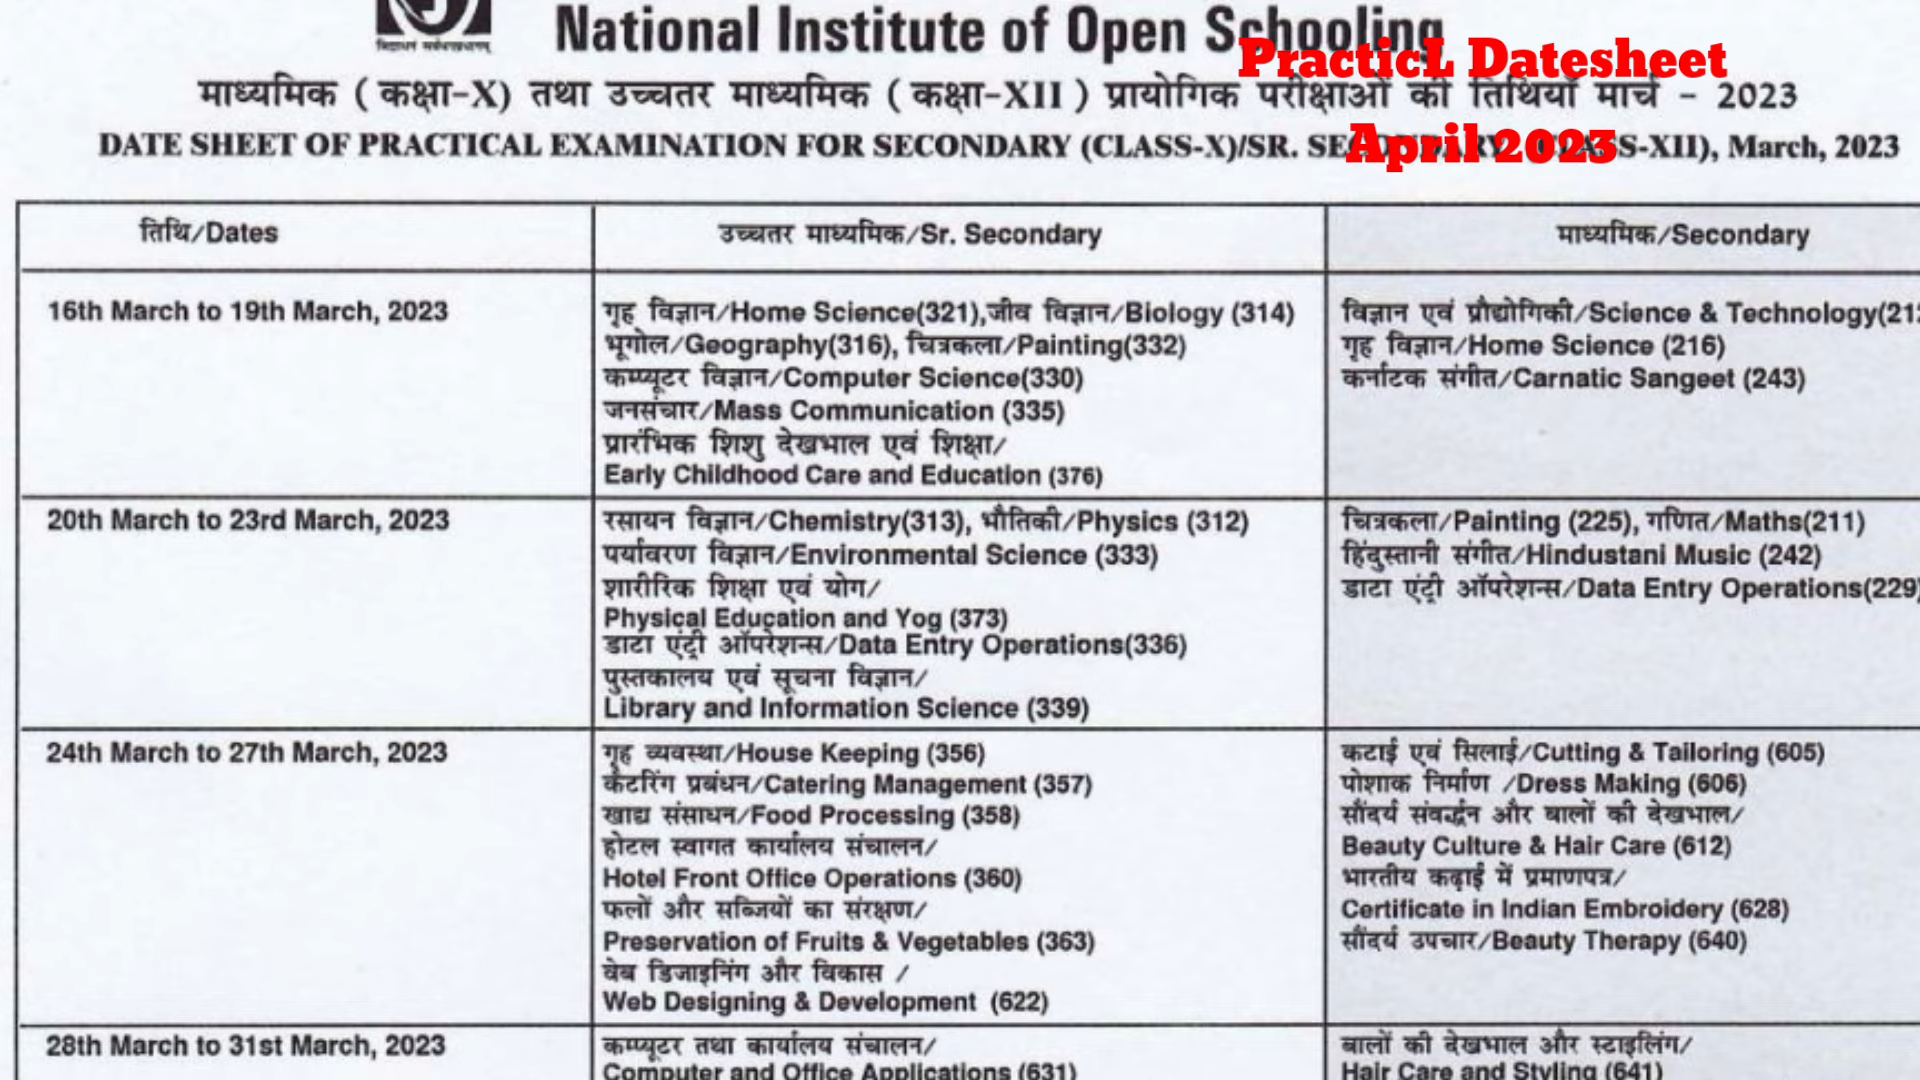 विद्याधनं सर्वधनप्रधानम्
National Institute of Open Schooling
PracticL Datesheet
माध्यमिक ( कक्षा-X) तथा उच्चतर माध्यमिक ( कक्षा-XII ) प्रायोगिक परीक्षाओं की तिथियाँ मार्च - 2023
DATE SHEET OF PRACTICAL EXAMINATION FOR SECONDARY (CLASS-X)/SR. SECONDARY (CLASS-XII), March, 2023
April 2023
तिथि/Dates
उच्चतर माध्यमिक/Sr. Secondary
माध्यमिक/Secondary
16th March to 19th March, 2023
गृह विज्ञान/Home Science(321),जीव विज्ञान/Biology (314)
भूगोल/Geography(316), चित्रकला/Painting(332)
कम्प्यूटर विज्ञान/Computer Science(330)
जनसंचार/Mass Communication (335)
प्रारंभिक शिशु देखभाल एवं शिक्षा/
Early Childhood Care and Education (376)
विज्ञान एवं प्रौद्योगिकी/Science & Technology(212
गृह विज्ञान/Home Science (216)
कर्नाटक संगीत/Carnatic Sangeet (243)
20th March to 23rd March, 2023
रसायन विज्ञान/Chemistry(313), भौतिकी/Physics (312)
पर्यावरण विज्ञान/Environmental Science (333)
शारीरिक शिक्षा एवं योग/
Physical Education and Yog (373)
डाटा एंट्री ऑपरेशन्स/Data Entry Operations(336)
पुस्तकालय एवं सूचना विज्ञान/
Library and Information Science (339)
चित्रकला/Painting (225), गणित/Maths(211)
हिंदुस्तानी संगीत/Hindustani Music (242)
डाटा एंट्री ऑपरेशन्स/Data Entry Operations(229)
24th March to 27th March, 2023
गृह व्यवस्था/House Keeping (356)
कैटरिंग प्रबंधन/Catering Management (357)
खाद्य संसाधन/Food Processing (358)
होटल स्वागत कार्यालय संचालन/
Hotel Front Office Operations (360)
फलों और सब्जियों का संरक्षण/
Preservation of Fruits & Vegetables (363)
वेब डिजाइनिंग और विकास /
Web Designing & Development (622)
कटाई एवं सिलाई/Cutting & Tailoring (605)
पोशाक निर्माण /Dress Making (606)
सौंदर्य संवर्द्धन और बालों की देखभाल/
Beauty Culture & Hair Care (612)
भारतीय कढ़ाई में प्रमाणपत्र/
Certificate in Indian Embroidery (628)
सौंदर्य उपचार/Beauty Therapy (640)
28th March to 31st March, 2023
कम्प्यूटर तथा कार्यालय संचालन/
Computer and Office Applications (631)
बालों की देखभाल और स्टाइलिंग/
Hair Care and Styling (641)